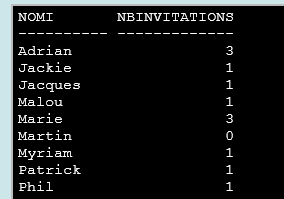 NOMI NBINVITATIONS
---------- -------------
Adrian 3
Jackie 1
Jacques 1
Malou 1
Marie 3
Martin 0
Myriam 1
Patrick 1
Phil 1